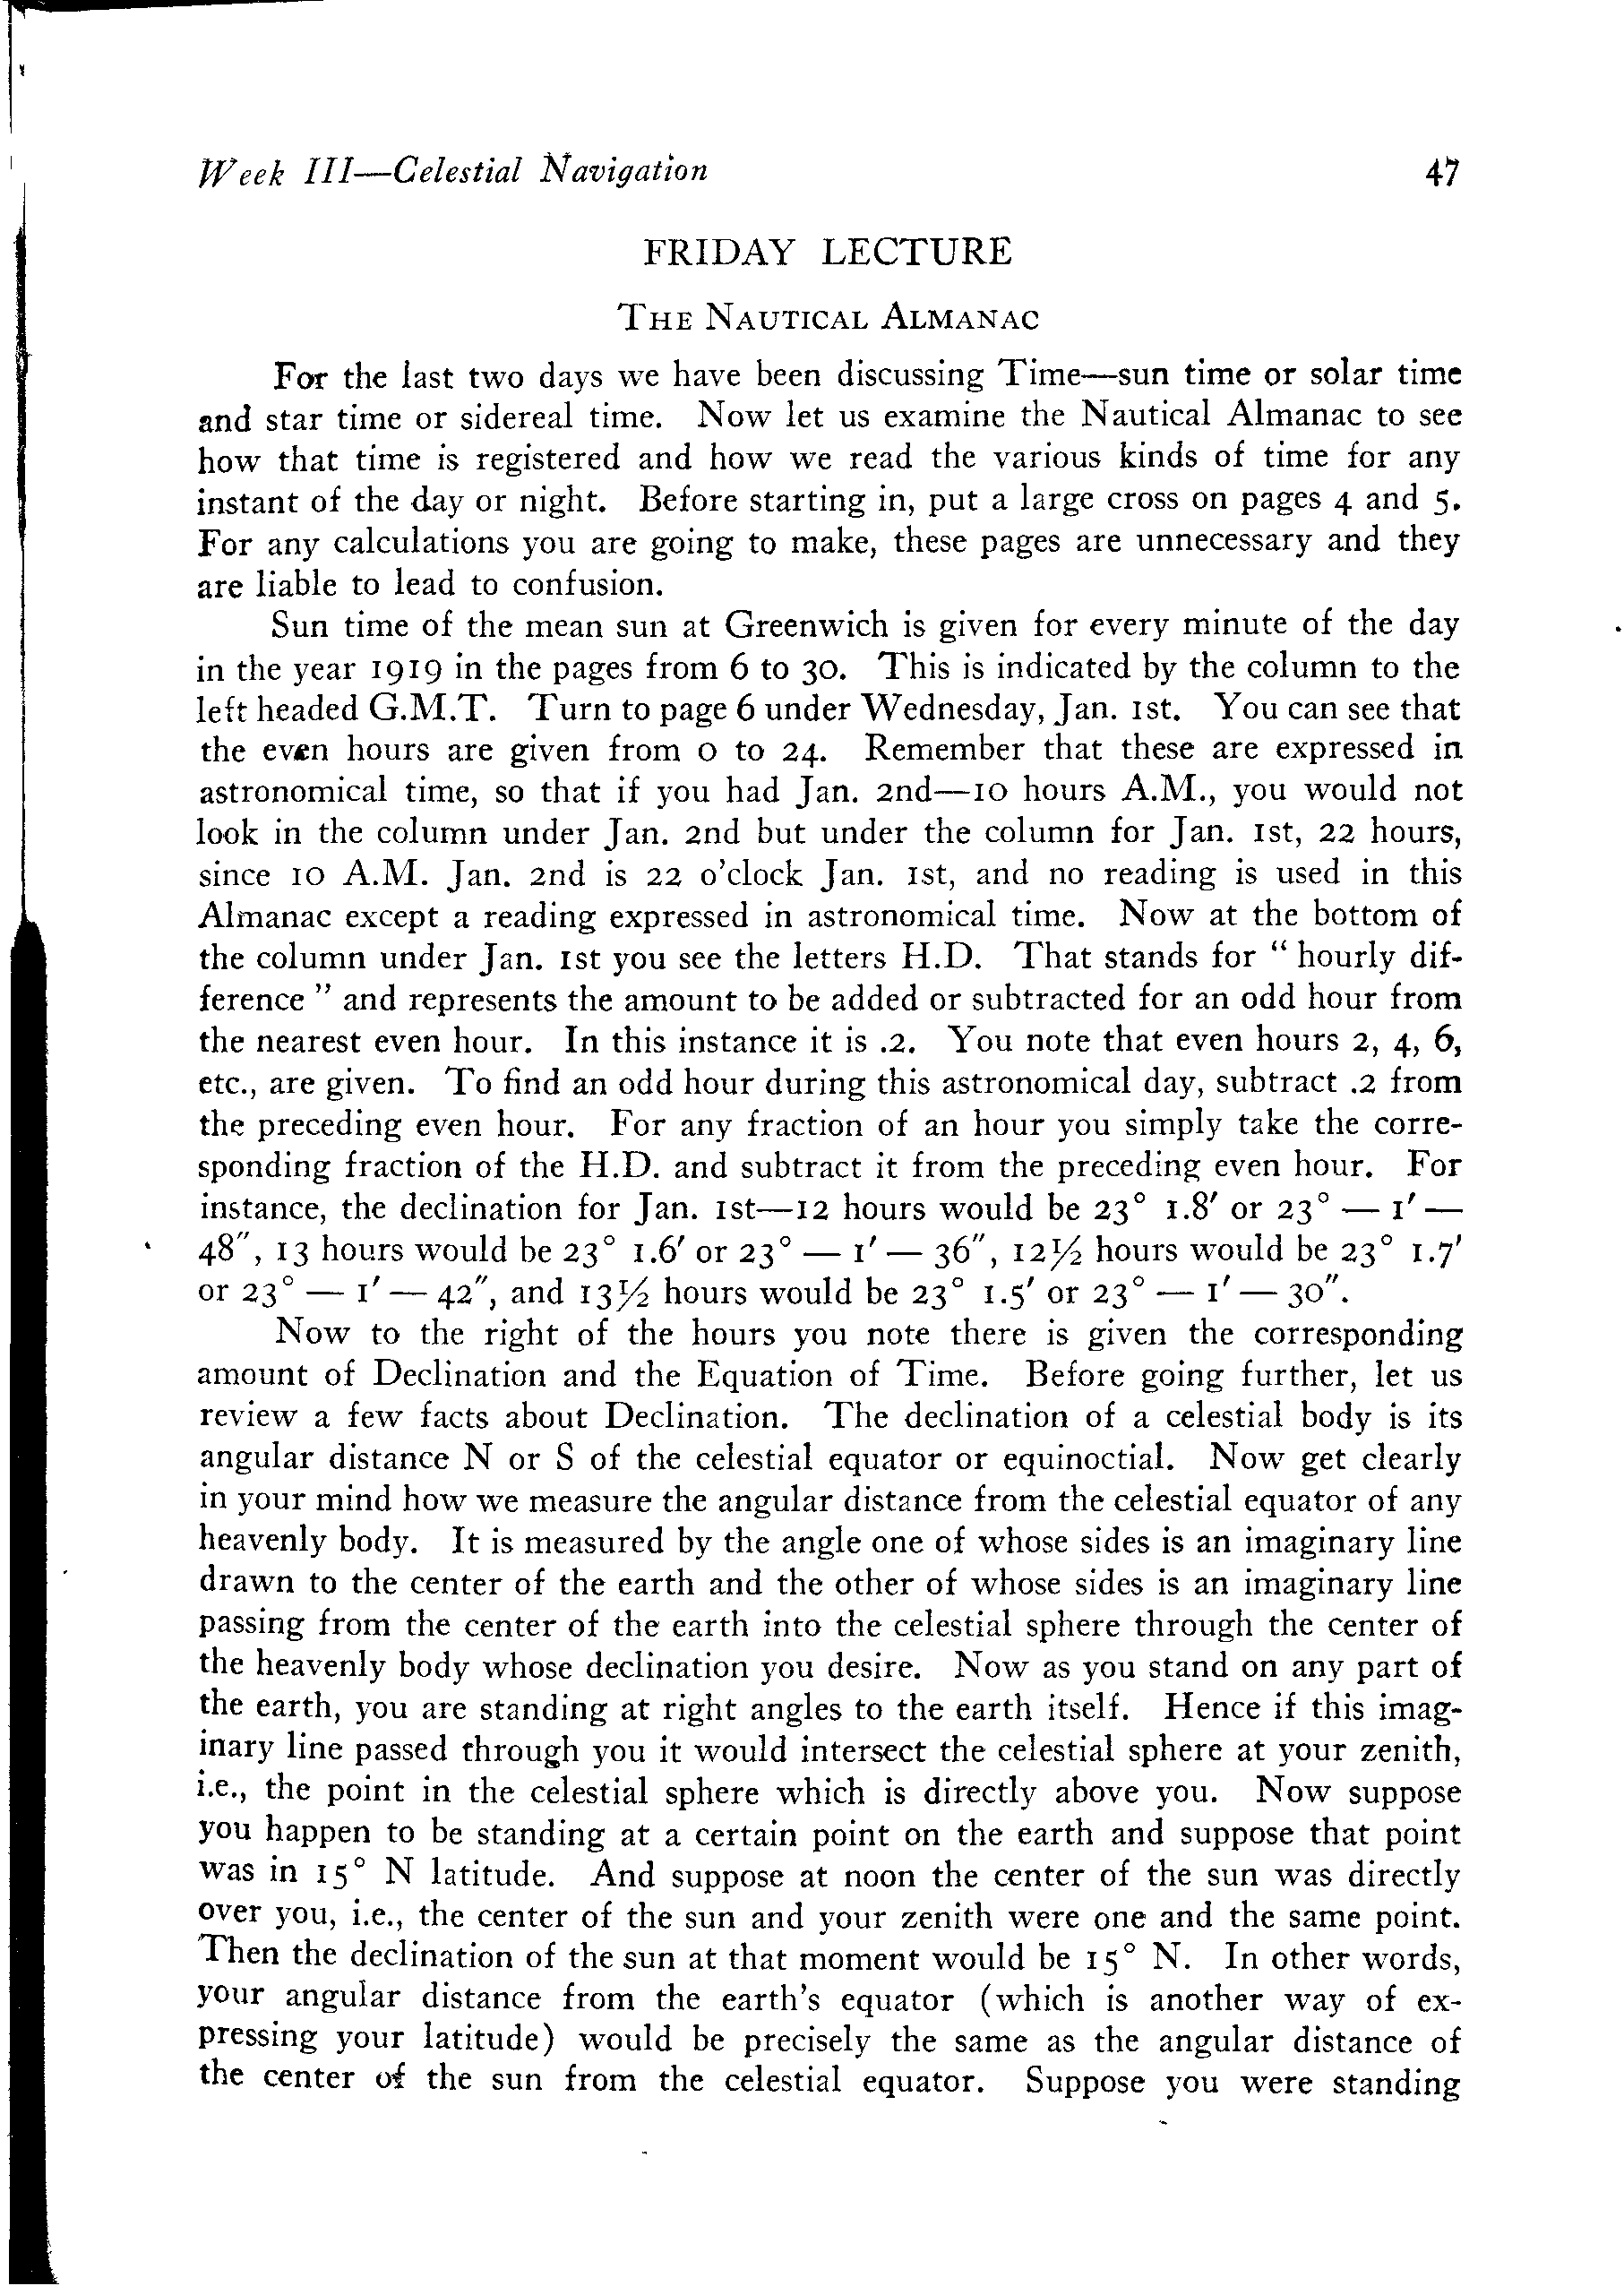 Week III—Celestial Navigation 47
FRIDAY LECTURE
THE NAUTICAL ALMANAC
For the last two days we have been discussing Time—sun time or solar time
and star time or sidereal time. Now let us examine the Nautical Almanac to see
how that time is registered and how we read the various kinds of time for any
instant of the day or night. Before starting in, put a large cross on pages 4 and 5.
For any calculations you are going to make, these pages are unnecessary and they
are liable to lead to confusion.
Sun time of the mean sun at Greenwich is given for every minute of the day
in the year 1919 in the pages from 6 to 30. This is indicated by the column to the
left headed G.M.T. Turn to page 6 under Wednesday, Jan. 1st. You can see that
the even hours are given from 0 to 24. Remember that these are expressed in
astronomical time, so that if you had Jan. 2nd—10 hours A.M., you would not
look in the column under Jan. 2nd but under the column for Jan. 1st, 22 hours,
since 10 A.M. Jan. 2nd is 22 o'clock Jan. 1st, and no reading is used in this
Almanac except a reading expressed in astronomical time. Now at the bottom of
the column under Jan. 1st you see the letters H.D. That stands for " hourly dif-
ference " and represents the amount to be added or subtracted for an odd hour from
the nearest even hour. In this instance it is .2. You note that even hours 2, 4, 6,
etc., are given. To find an odd hour during this astronomical day, subtract .2 from
the preceding even hour. For any fraction of an hour you simply take the corre-
sponding fraction of the H.D. and subtract it from the preceding even hour. For
instance, the declination for Jan. 1st—12 hours would be 23° 1.8′ or 23° — 1′ —
48″, 13 hours would be 23° 1.6′ or 23° — 1′ — 36″, 12½ hours would be 23° 1.7′
or 23° — 1′ — 42″, and 13½ hours would be 23° 1.5′ or 23° — 1′ — 30″.
Now to the right of the hours you note there is given the corresponding
amount of Declination and the Equation of Time. Before going further, let us
review a few facts about Declination. The declination of a celestial body is its
angular distance N or S of the celestial equator or equinoctial. Now get clearly
in your mind how we measure the angular distance from the celestial equator of any
heavenly body. It is measured by the angle one of whose sides is an imaginary line
drawn to the center of the earth and the other of whose sides is an imaginary line
passing from the center of the earth into the celestial sphere through the center of
the heavenly body whose declination you desire. Now as you stand on any part of
the earth, you are standing at right angles to the earth itself. Hence if this imag-
inary line passed through you it would intersect the celestial sphere at your zenith,
i.e., the point in the celestial sphere which is directly above you. Now suppose
you happen to be standing at a certain point on the earth and suppose that point
was in 15° N latitude. And suppose at noon the center of the sun was directly
over you, i.e., the center of the sun and your zenith were one and the same point.
Then the declination of the sun at that moment would be 15° N. In other words,
your angular distance from the earth's equator (which is another way of ex-
pressing your latitude) would be precisely the same as the angular distance of
the center of the sun from the celestial equator. Suppose you were standing